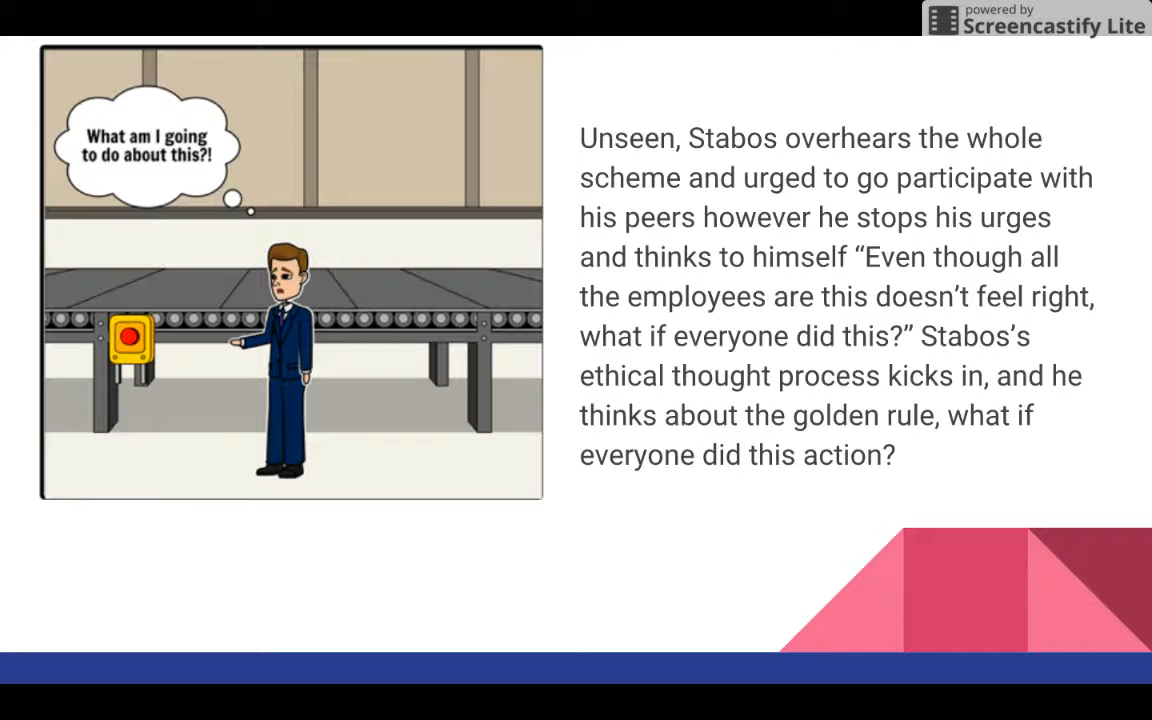 powered by
Screencastify Lite
What am I going
to do about this?!
Unseen, Stabos overhears the whole
scheme and urged to go participate with
his peers however he stops his urges
and thinks to himself “Even though all
the employees are this doesn’t feel right,
what if everyone did this?” Stabos’s
ethical thought process kicks in, and he
thinks about the golden rule, what if
everyone did this action?